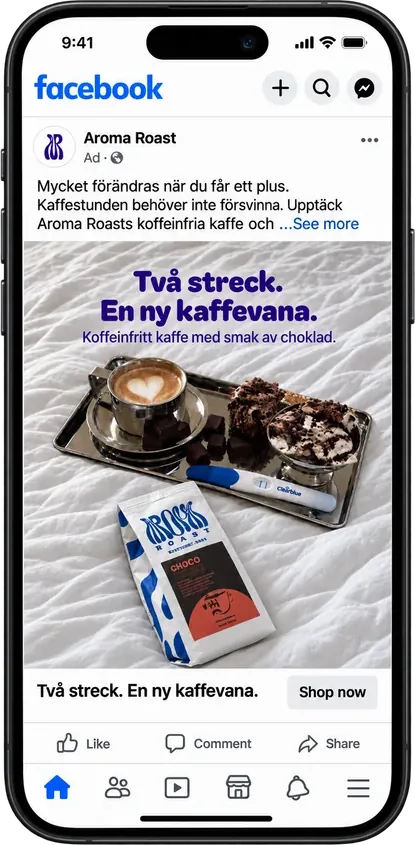 9:41
facebook
Aroma Roast
Ad
Mycket förändras när du får ett plus.
Kaffestunden behöver inte försvinna. Upptäck
Aroma Roasts koffeinfria kaffe och ...See more
Två streck.
En ny kaffevana.
Koffeinfritt kaffe med smak av choklad.
Clearblue
AROMA
ROAST
CHOCO
Två streck. En ny kaffevana.
Shop now
Like
Comment
Share